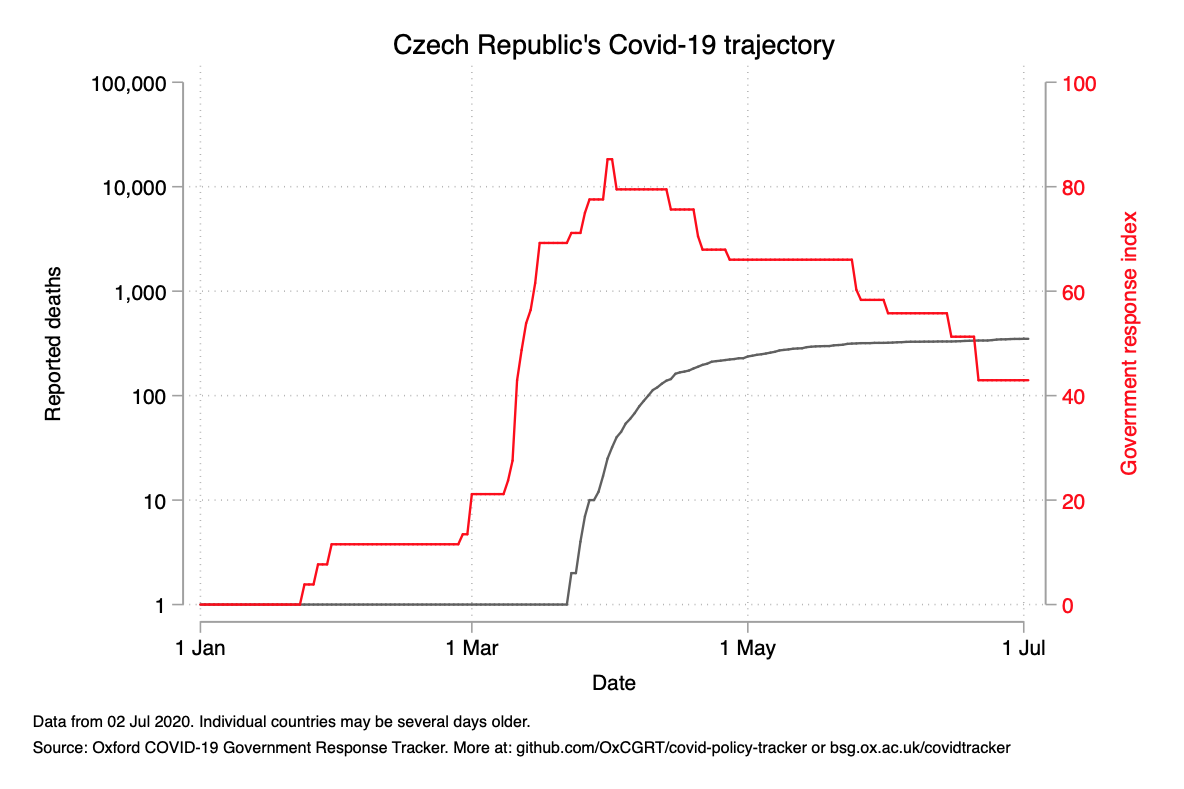 Czech Republic's Covid-19 trajectory
100,000
10,000
1,000
100
10
1
Reported deaths
100
80
60
40
20
0
Government response index
1 Jan
1 Mar
1 May
1 Jul
Date
Data from 02 Jul 2020. Individual countries may be several days older.
Source: Oxford COVID-19 Government Response Tracker. More at: github.com/OxCGRT/covid-policy-tracker or bsg.ox.ac.uk/covidtracker